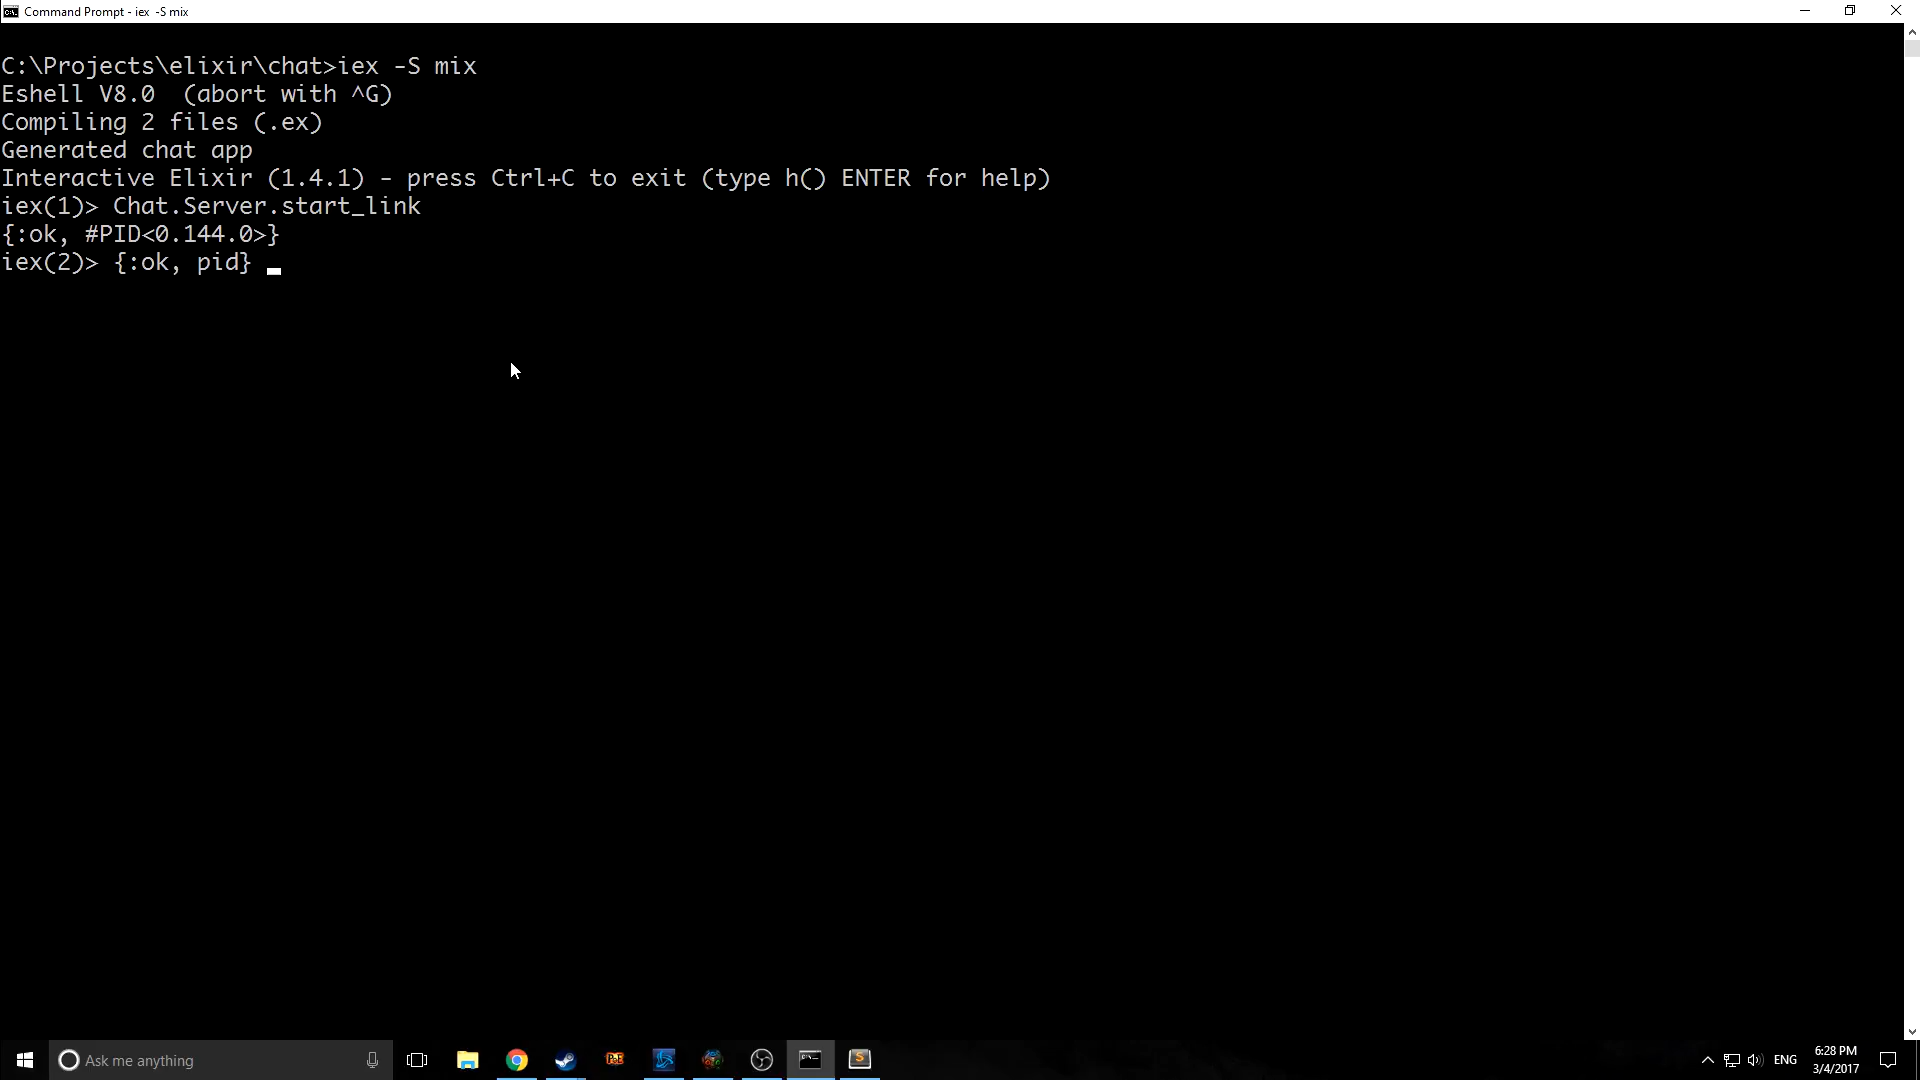 Command Prompt - iex  -S mix
C:\Projects\elixir\chat>iex -S mix
Eshell V8.0  (abort with ^G)
Compiling 2 files (.ex)
Generated chat app
Interactive Elixir (1.4.1) - press Ctrl+C to exit (type h() ENTER for help)
iex(1)> Chat.Server.start_link
{:ok, #PID<0.144.0>}
iex(2)> {:ok, pid}
Ask me anything
PoE
S
ENG
6:28 PM
3/4/2017